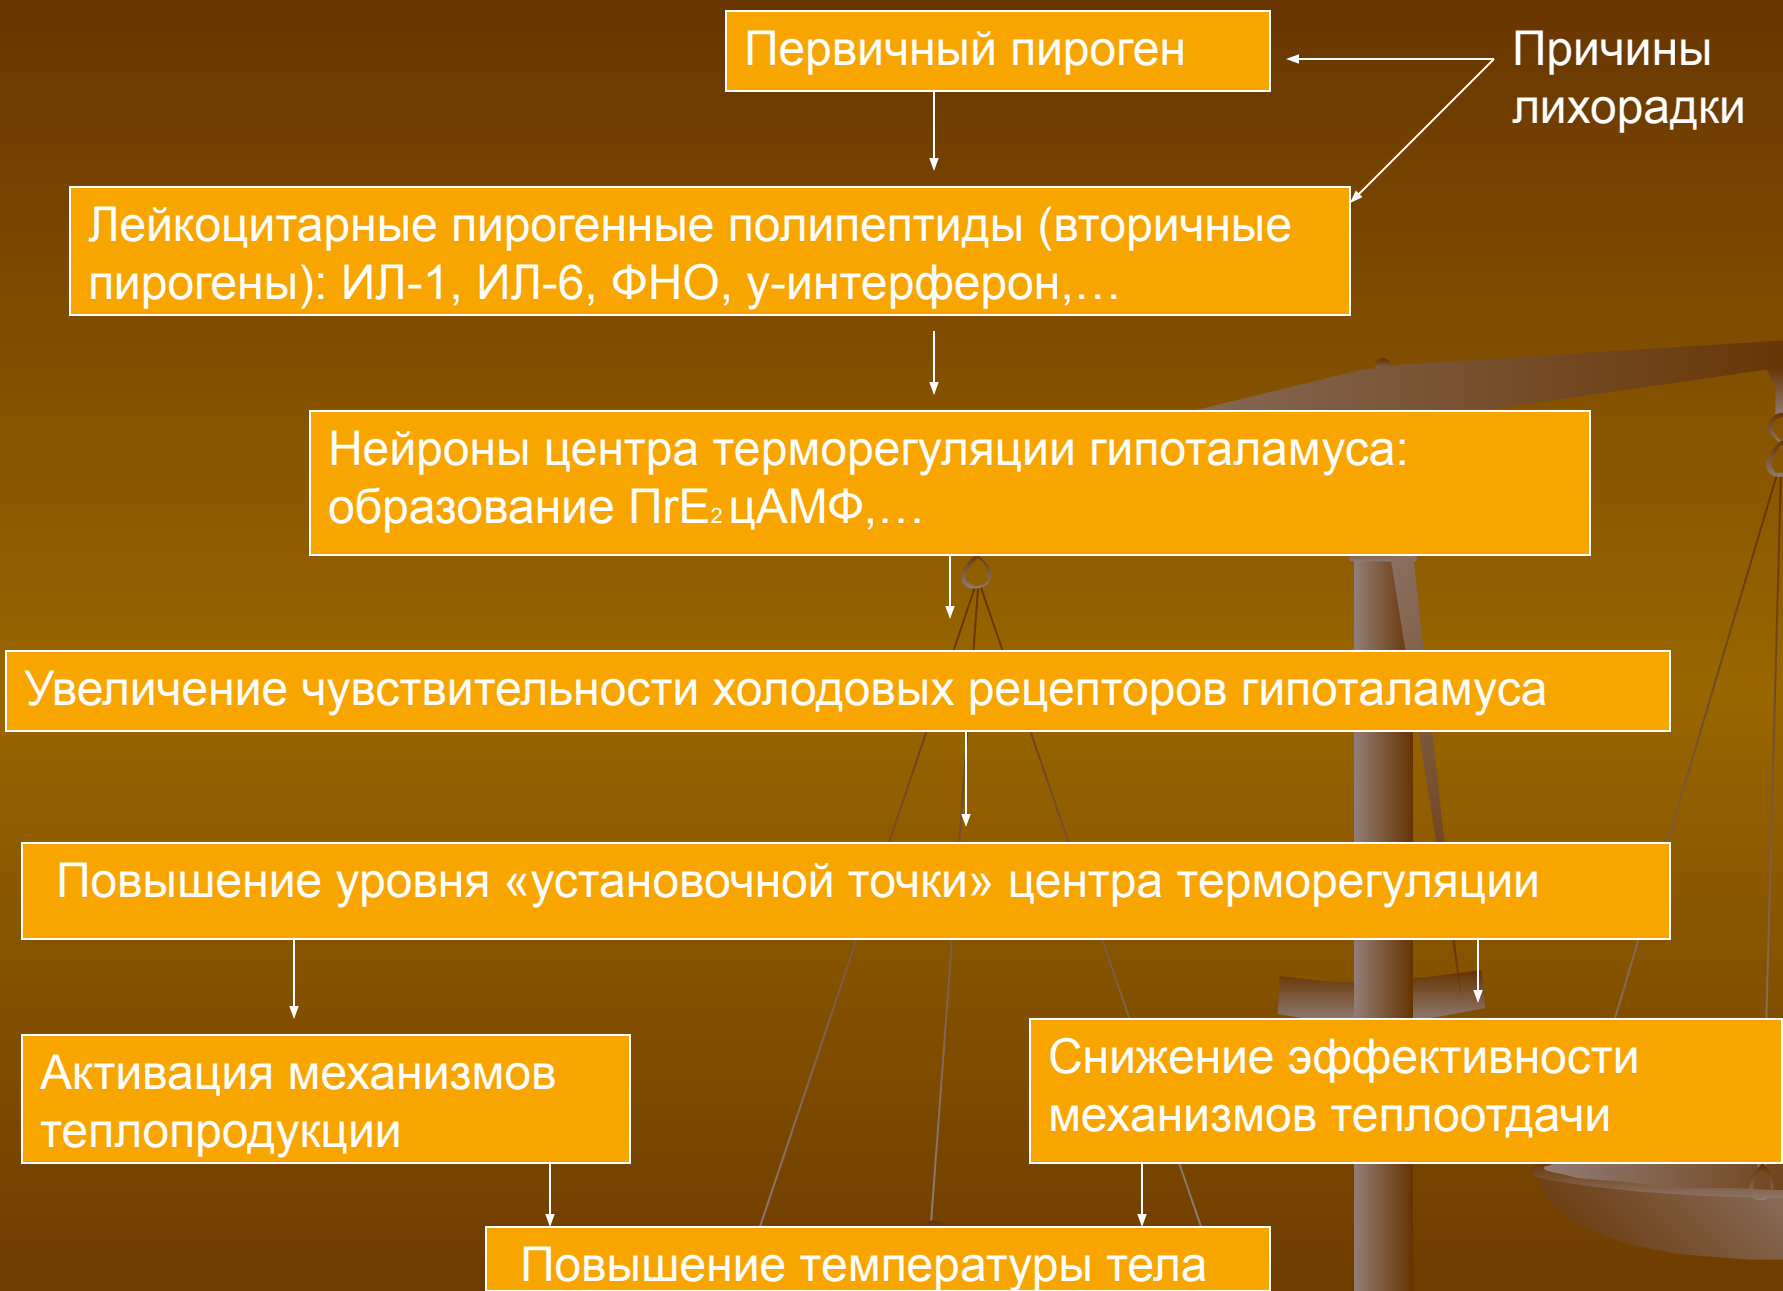 Первичный пироген
Причины
лихорадки
Лейкоцитарные пирогенные полипептиды (вторичные
пирогены): ИЛ-1, ИЛ-6, ФНО, у-интерферон,…
Нейроны центра терморегуляции гипоталамуса:
образование ПгЕ₂ цАМФ,…
Увеличение чувствительности холодовых рецепторов гипоталамуса
Повышение уровня «установочной точки» центра терморегуляции
Активация механизмов
теплопродукции
Снижение эффективности
механизмов теплоотдачи
Повышение температуры тела